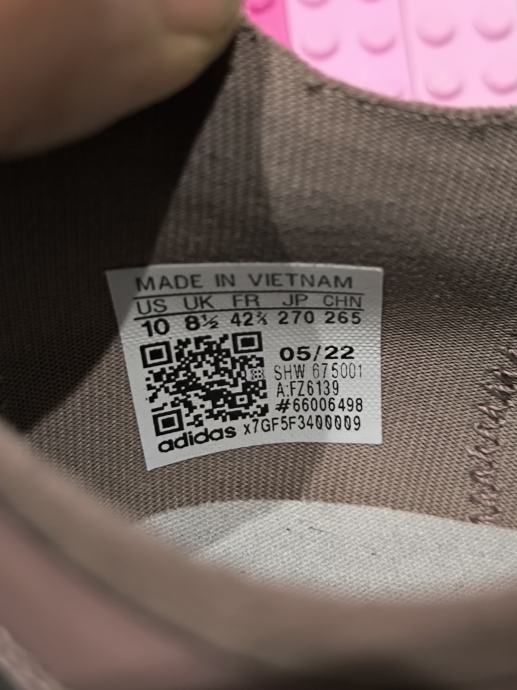 MADE IN VIETNAM
US UK FR JP CHN
10 8½ 42⅔ 270 265
05/22
SHW 675001
A:FZ6139
#66006498
adidas x7GF5F3400009